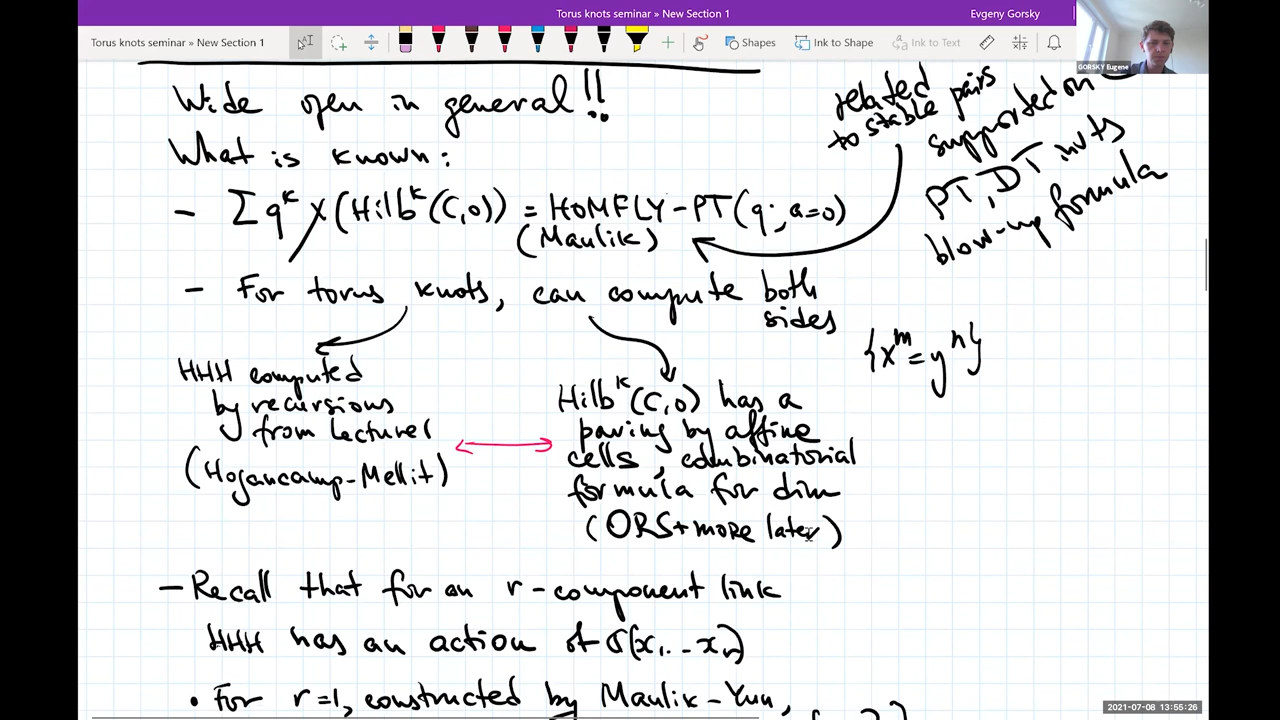 Torus knots seminar » New Section 1
Evgeny Gorsky
Torus knots seminar » New Section 1
Shapes
Ink to Shape
Ink to Text
GORSKY Eugene
Wide open in general!!
related
to stable pairs
supported on
PT, DT invts
blow-up formula
What is known:
- Σ q^k χ(Hilb^k(C,0)) = HOMFLY-PT(q; a=0)
(Maulik)
- For torus knots, can compute both
sides
{x^m = y^n}
HHH computed
by recursions
from Lecture 1
(Hogancamp-Mellit)
Hilb^k(C,0) has a
paving by affine
cells, combinatorial
formula for dim
(ORS + more later)
- Recall that for an r-component link
HHH has an action of
• For r=1, constructed by Maulik-Yun,
2021-07-08 13:55:26